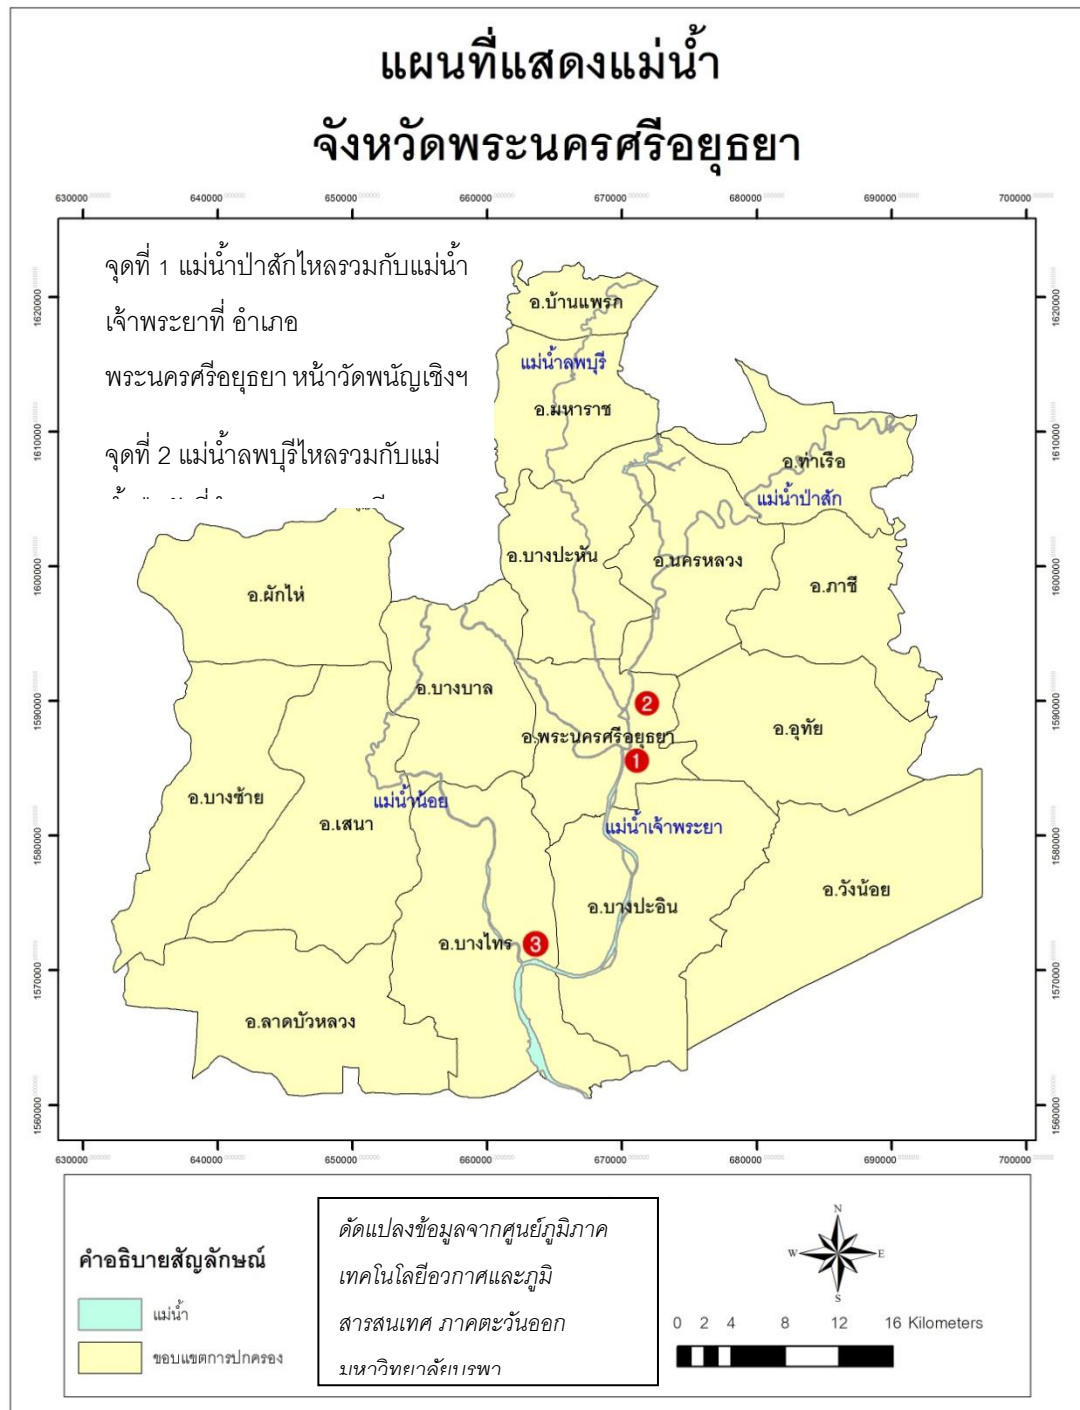 แผนที่แสดงแม่น้ำ
จังหวัดพระนครศรีอยุธยา
630000 640000 650000 660000 670000 680000 690000 700000
จุดที่ 1 แม่น้ำป่าสักไหลรวมกับแม่น้ำ
เจ้าพระยาที่ อำเภอ
พระนครศรีอยุธยา หน้าวัดพนัญเชิงฯ
จุดที่ 2 แม่น้ำลพบุรีไหลรวมกับแม่
1620000 1620000
อ.บ้านแพรก
แม่น้ำลพบุรี
อ.มหาราช
1610000 1610000
อ.ท่าเรือ
แม่น้ำป่าสัก
อ.บางปะหัน
อ.นครหลวง
1600000 1600000
อ.ภาชี
อ.ผักไห่
อ.บางบาล
1590000 1590000
2
อ.พระนครศรีอยุธยา
อ.อุทัย
1
อ.บางซ้าย
แม่น้ำน้อย
อ.เสนา
แม่น้ำเจ้าพระยา
1580000 1580000
อ.วังน้อย
อ.บางปะอิน
อ.บางไทร
3
1570000 1570000
อ.ลาดบัวหลวง
1560000 1560000
630000 640000 650000 660000 670000 680000 690000 700000
คำอธิบายสัญลักษณ์
แม่น้ำ
ขอบแขตการปกครอง
ดัดแปลงข้อมูลจากศูนย์ภูมิภาค
เทคโนโลยีอวกาศและภูมิ
สารสนเทศ ภาคตะวันออก
มหาวิทยาลัยบูรพา
N
W E
S
0 2 4 8 12 16 Kilometers